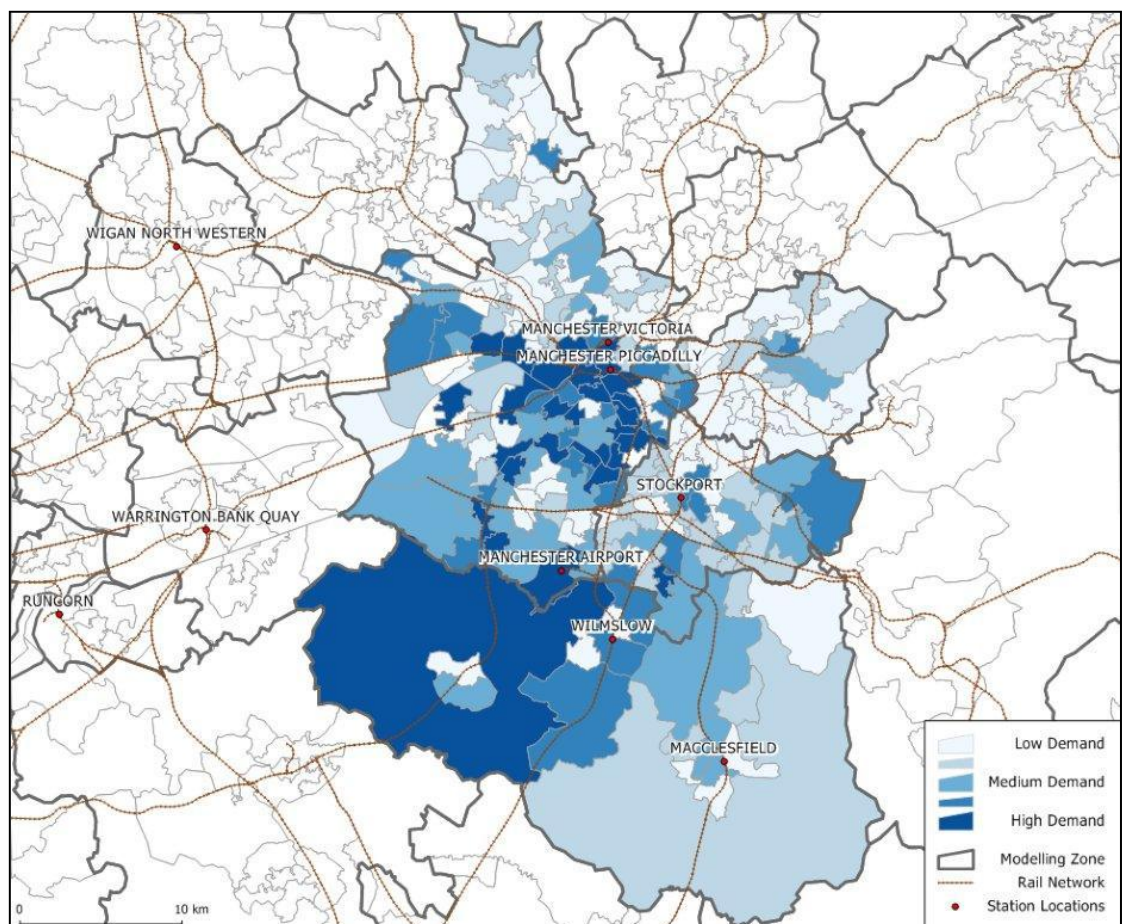 WIGAN NORTH WESTERN
MANCHESTER VICTORIA
MANCHESTER PICCADILLY
STOCKPORT
WARRINGTON BANK QUAY
MANCHESTER AIRPORT
RUNCORN
WILMSLOW
MACCLESFIELD
Low Demand
Medium Demand
High Demand
Modelling Zone
Rail Network
Station Locations
0 10 km